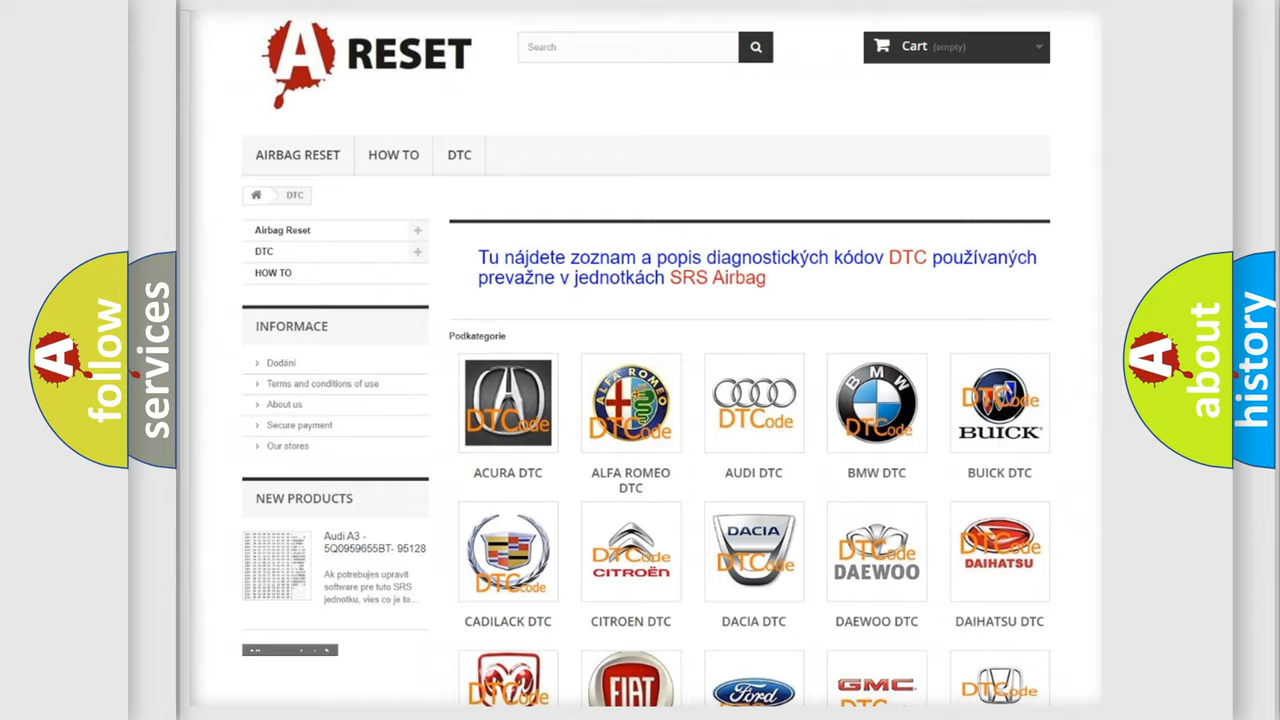 A RESET
Search
Cart (empty)
AIRBAG RESET
HOW TO
DTC
DTC
Airbag Reset
DTC
HOW TO
INFORMACE
Dodání
Terms and conditions of use
About us
Secure payment
Our stores
NEW PRODUCTS
Audi A3 -
5Q0959655BT- 95128
Ak potrebujes upravit
software pre tuto SRS
jednotku, vies co je to...
Tu nájdete zoznam a popis diagnostických kódov DTC používaných
prevažne v jednotkách SRS Airbag
Podkategorie
DTCode
ALFA ROMEO
DTCode
DTCode
BMW
DTCode
DTCode
BUICK
ACURA DTC
ALFA ROMEO
DTC
AUDI DTC
BMW DTC
BUICK DTC
DTCode
DTCode
CITROËN
DACIA
DTCode
DTCode
DAEWOO
DTCode
DAIHATSU
CADILACK DTC
CITROEN DTC
DACIA DTC
DAEWOO DTC
DAIHATSU DTC
DTCode
FIAT
Ford
GMC
DTCode
A
follow
services
A
about
history